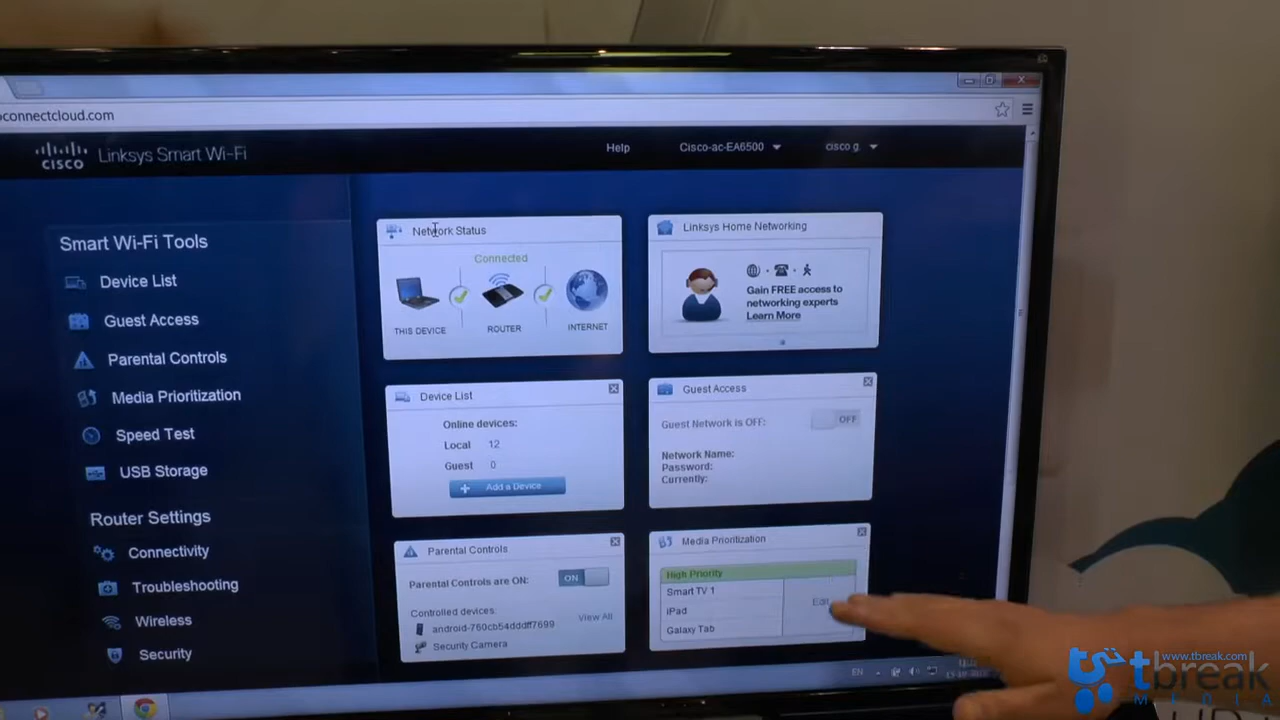 connectcloud.com
CISCO
Linksys Smart Wi-Fi
Help
Cisco-ac-EA6500
cisco g.
Smart Wi-Fi Tools
Device List
Guest Access
Parental Controls
Media Prioritization
Speed Test
USB Storage
Router Settings
Connectivity
Troubleshooting
Wireless
Security
Network Status
Connected
THIS DEVICE
ROUTER
INTERNET
Linksys Home Networking
Gain FREE access to
networking experts
Learn More
Device List
Online devices:
Local 12
Guest 0
Add a Device
Guest Access
Guest Network is OFF:
OFF
Network Name:
Password:
Currently:
Parental Controls
Parental Controls are ON:
ON
Controlled devices:
View All
android-760cb54dddff7699
Security Camera
Media Prioritization
High Priority
Smart TV 1
iPad
Galaxy Tab
Edit
EN
www.tbreak.com
tbreak
MEDIA